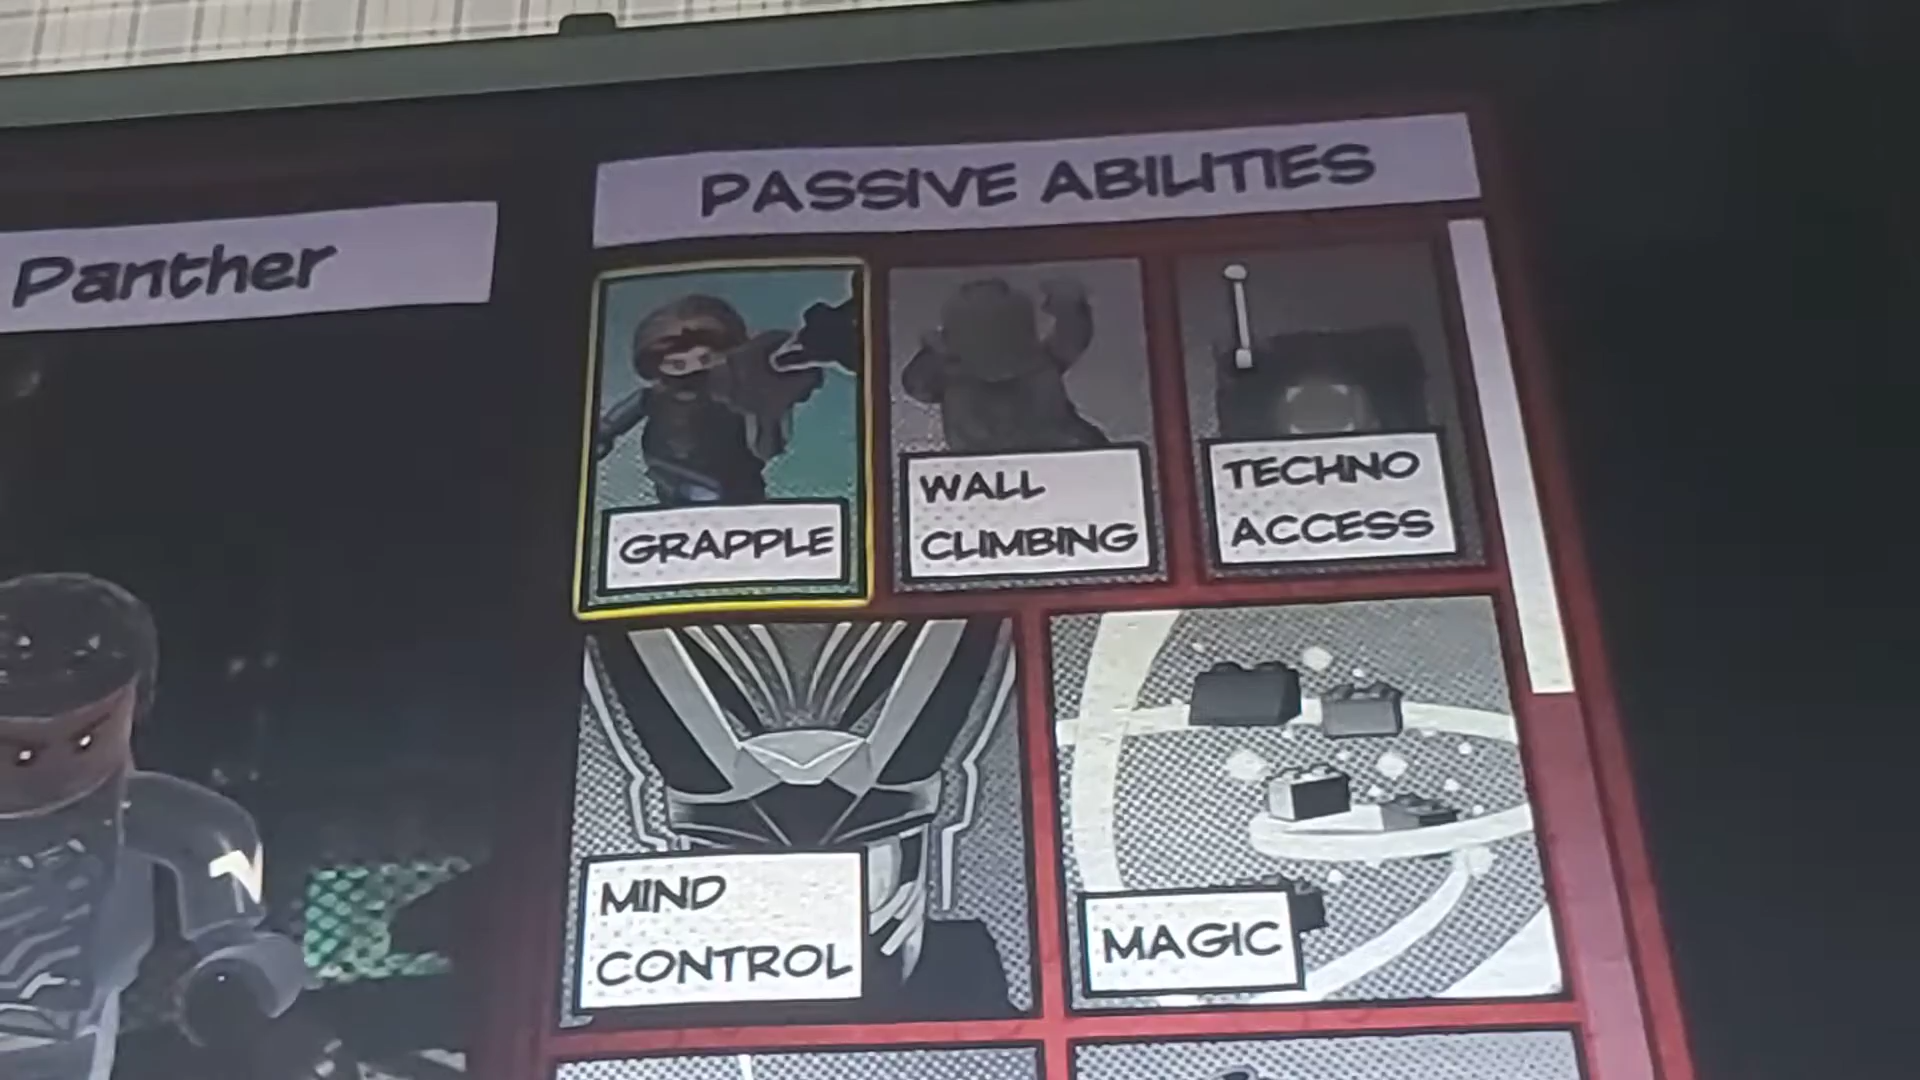 Panther
PASSIVE ABILITIES
GRAPPLE
WALL
CLIMBING
TECHNO
ACCESS
MIND
CONTROL
MAGIC